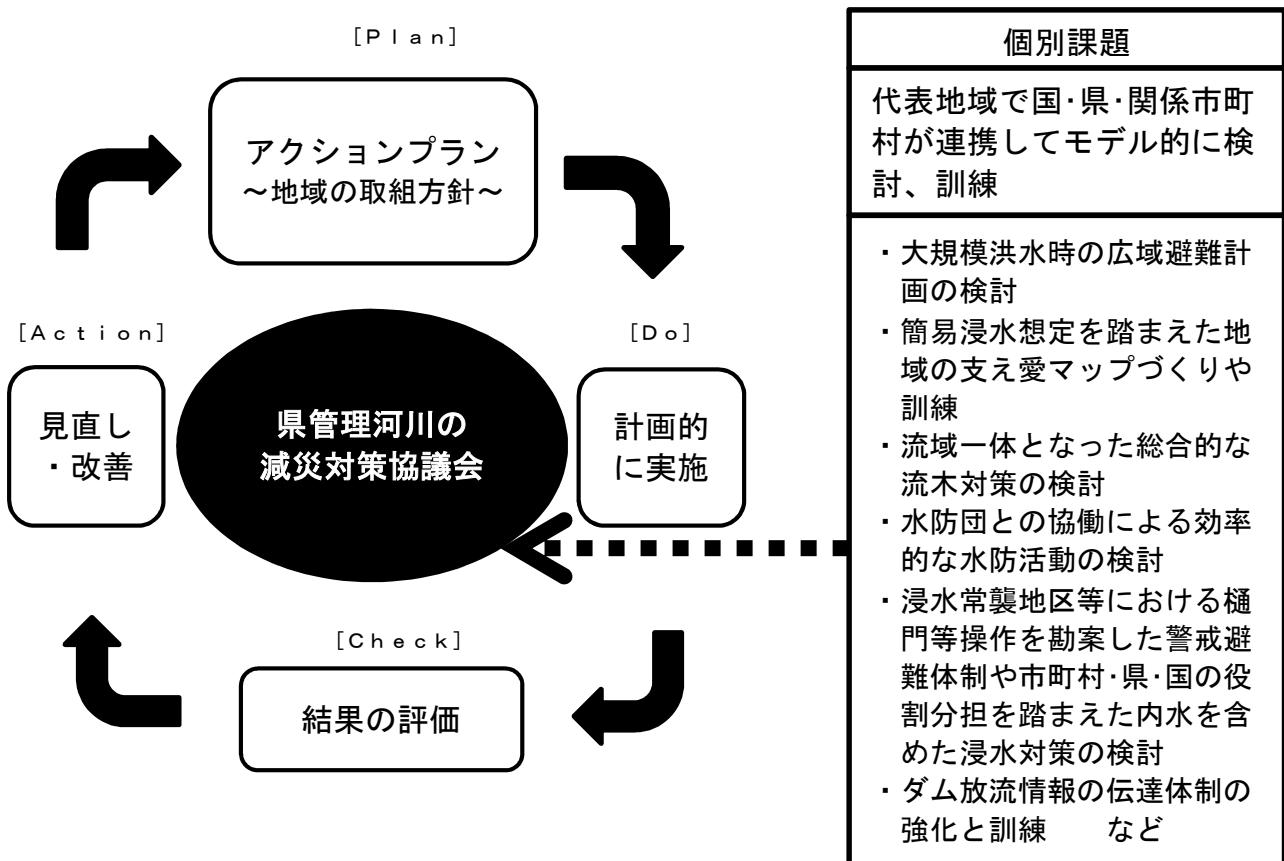 [Plan]
アクションプラン
~地域の取組方針~
[Action]
見直し
・改善
県管理河川の
減災対策協議会
[Do]
計画的
に実施
[Check]
結果の評価
個別課題
代表地域で国・県・関係市町
村が連携してモデル的に検
討、訓練
・大規模洪水時の広域避難計
画の検討
・簡易浸水想定を踏まえた地
域の支え愛マップづくりや
訓練
・流域一体となった総合的な
流木対策の検討
・水防団との協働による効率
的な水防活動の検討
・浸水常襲地区等における樋
門等操作を勘案した警戒避
難体制や市町村・県・国の役
割分担を踏まえた内水を含
めた浸水対策の検討
・ダム放流情報の伝達体制の
強化と訓練　　など